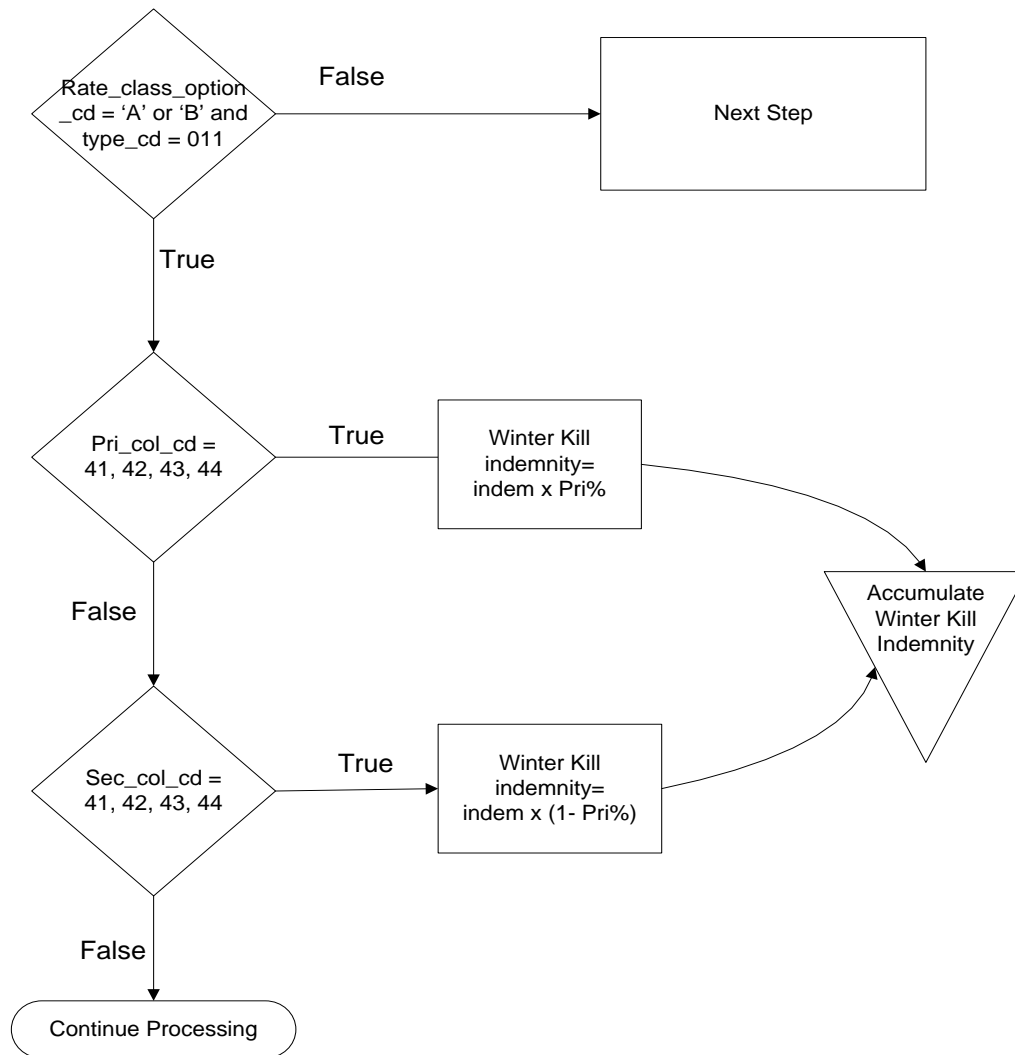 Rate_class_option
_cd = ‘A’ or ‘B’ and
type_cd = 011
False
Next Step
True
Pri_col_cd =
41, 42, 43, 44
True
Winter Kill
indemnity=
indem x Pri%
False
Accumulate
Winter Kill
Indemnity
Sec_col_cd =
41, 42, 43, 44
True
Winter Kill
indemnity=
indem x (1- Pri%)
False
Continue Processing